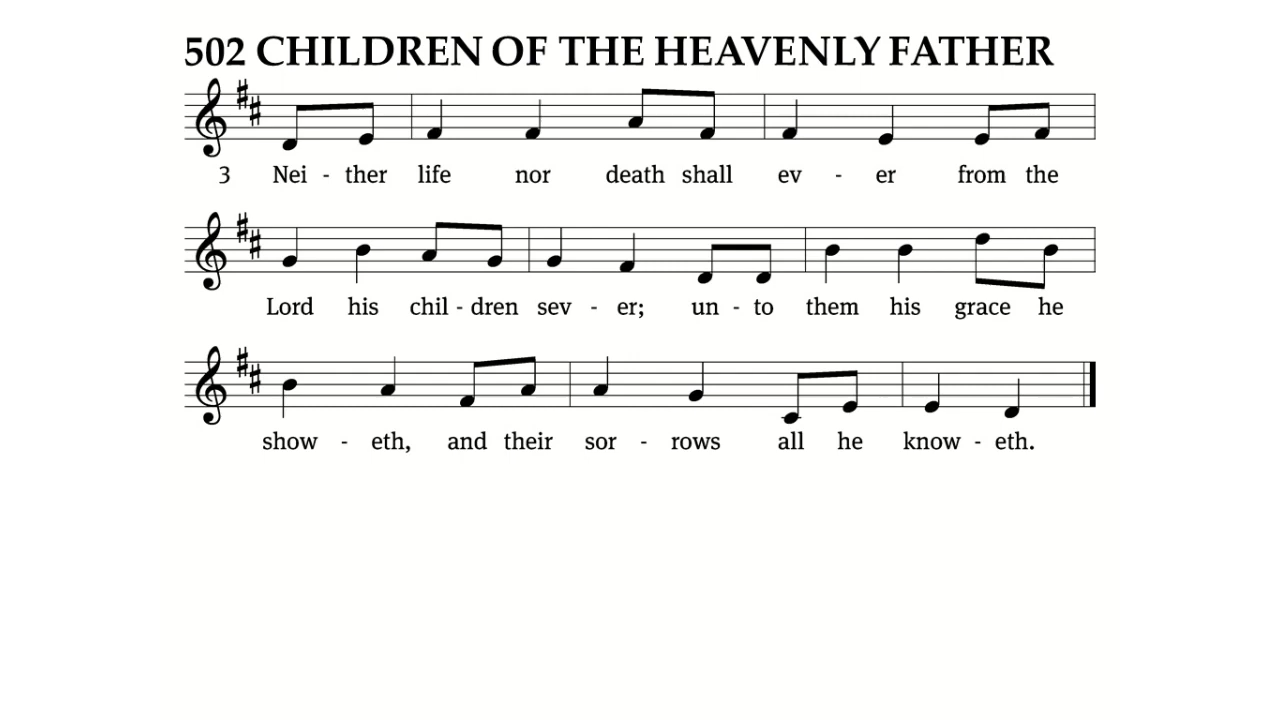 502 CHILDREN OF THE HEAVENLY FATHER
3 Nei - ther life nor death shall ev - er from the
Lord his chil - dren sev - er; un - to them his grace he
show - eth, and their sor - rows all he know - eth.